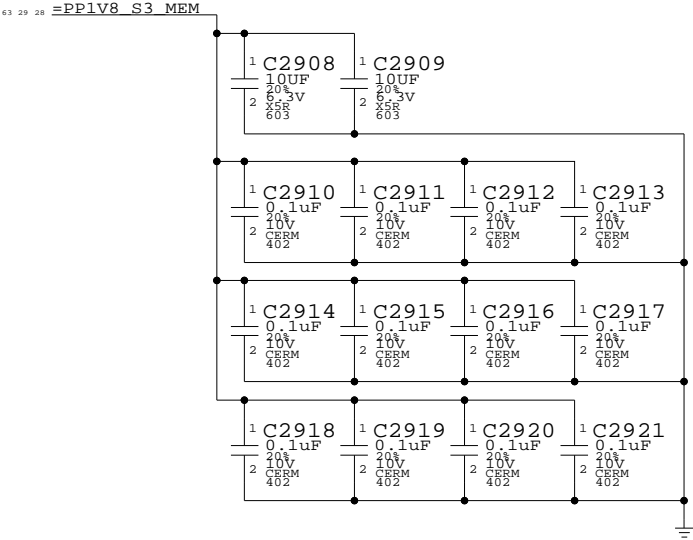 63 29 28 =PP1V8_S3_MEM
1 C2908 1 C2909
10UF 10UF
20% 20%
2 6.3V 2 6.3V
X5R X5R
603 603
1 C2910 1 C2911 1 C2912 1 C2913
0.1uF 0.1uF 0.1uF 0.1uF
20% 20% 20% 20%
2 10V 2 10V 2 10V 2 10V
CERM CERM CERM CERM
402 402 402 402
1 C2914 1 C2915 1 C2916 1 C2917
0.1uF 0.1uF 0.1uF 0.1uF
20% 20% 20% 20%
2 10V 2 10V 2 10V 2 10V
CERM CERM CERM CERM
402 402 402 402
1 C2918 1 C2919 1 C2920 1 C2921
0.1uF 0.1uF 0.1uF 0.1uF
20% 20% 20% 20%
2 10V 2 10V 2 10V 2 10V
CERM CERM CERM CERM
402 402 402 402